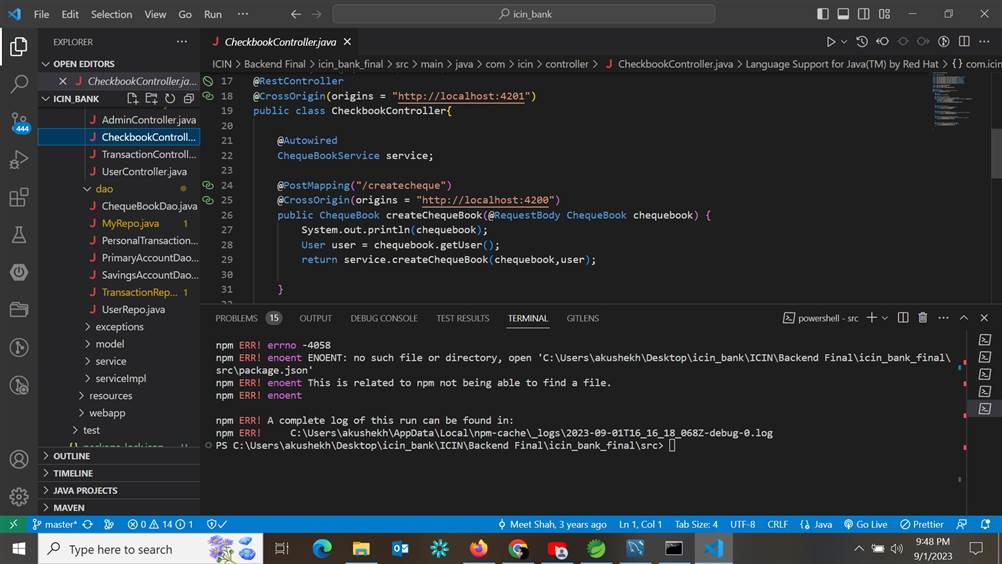 File Edit Selection View Go Run ··· icin_bank
EXPLORER ···
OPEN EDITORS
CheckbookController.ja...
ICIN_BANK
AdminController.java
CheckbookControll...
TransactionControll...
UserController.java
dao
ChequeBookDao.java
MyRepo.java 1
PersonalTransaction...
PrimaryAccountDao...
SavingsAccountDao...
TransactionRep... 1
UserRepo.java
exceptions
model
service
serviceImpl
resources
webapp
test
package-lock.json
OUTLINE
TIMELINE
JAVA PROJECTS
MAVEN
444
CheckbookController.java
ICIN > Backend Final > icin_bank_final > src > main > java > com > icin > controller > CheckbookController.java > Language Support for Java(TM) by Red Hat > {} com.icin
17 @RestController
18 @CrossOrigin(origins = "http://localhost:4201")
19 public class CheckbookController{
20
21 @Autowired
22 ChequeBookService service;
23
24 @PostMapping("/createcheque")
25 @CrossOrigin(origins = "http://localhost:4200")
26 public ChequeBook createChequeBook(@RequestBody ChequeBook chequebook) {
27 System.out.println(chequebook);
28 User user = chequebook.getUser();
29 return service.createChequeBook(chequebook,user);
30
31 }
PROBLEMS 15 OUTPUT DEBUG CONSOLE TEST RESULTS TERMINAL GITLENS powershell - src
npm ERR! errno -4058
npm ERR! enoent ENOENT: no such file or directory, open 'C:\Users\akushekh\Desktop\icin_bank\ICIN\Backend Final\icin_bank_final\
src\package.json'
npm ERR! enoent This is related to npm not being able to find a file.
npm ERR! enoent
npm ERR! A complete log of this run can be found in:
npm ERR! C:\Users\akushekh\AppData\Local\npm-cache\_logs\2023-09-01T16_16_18_068Z-debug-0.log
PS C:\Users\akushekh\Desktop\icin_bank\ICIN\Backend Final\icin_bank_final\src>
master* 0 14 1 Meet Shah, 3 years ago Ln 1, Col 1 Tab Size: 4 UTF-8 CRLF {} Java Go Live Prettier
Type here to search
9:48 PM
9/1/2023